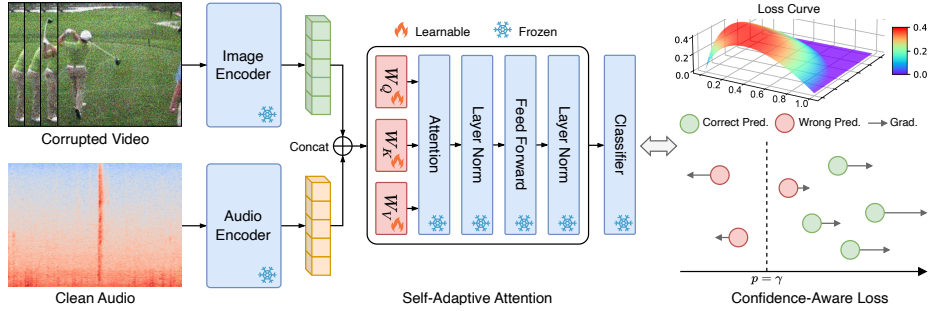 Corrupted Video
Clean Audio
Image
Encoder
Audio
Encoder
Concat
Learnable
Frozen
W_Q
W_K
W_V
Attention
Layer Norm
Feed Forward
Layer Norm
Classifier
Self-Adaptive Attention
Loss Curve
0.4
0.2
0.0
0.2
0.4
0.6
0.8
1.0
0.4
0.2
0.0
Correct Pred.
Wrong Pred.
Grad.
p = γ
Confidence-Aware Loss